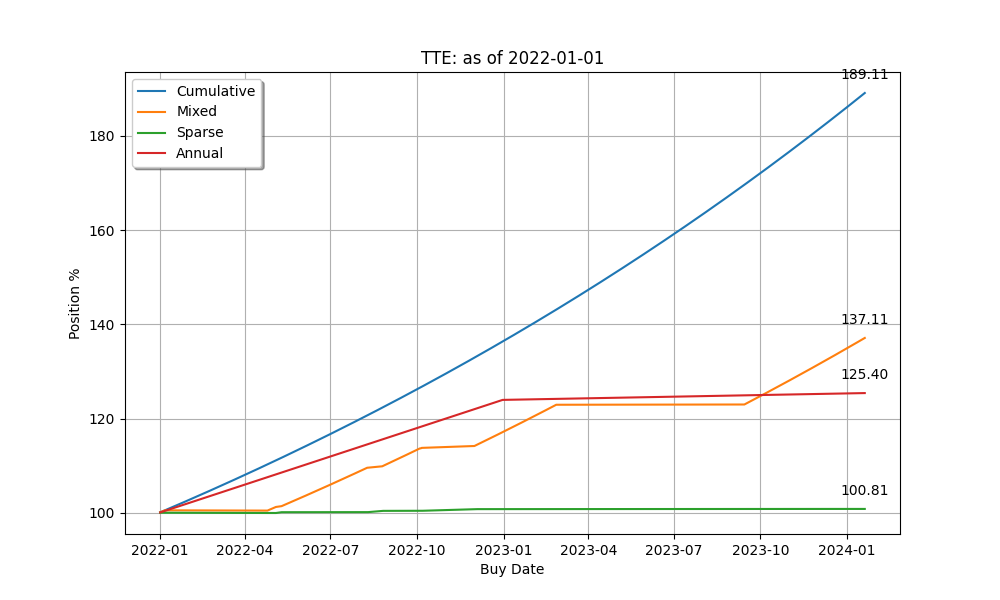 TTE: as of 2022-01-01
189.11
Cumulative
Mixed
Sparse
Annual
180
160
140
120
100
Position %
137.11
125.40
100.81
2022-01 2022-04 2022-07 2022-10 2023-01 2023-04 2023-07 2023-10 2024-01
Buy Date